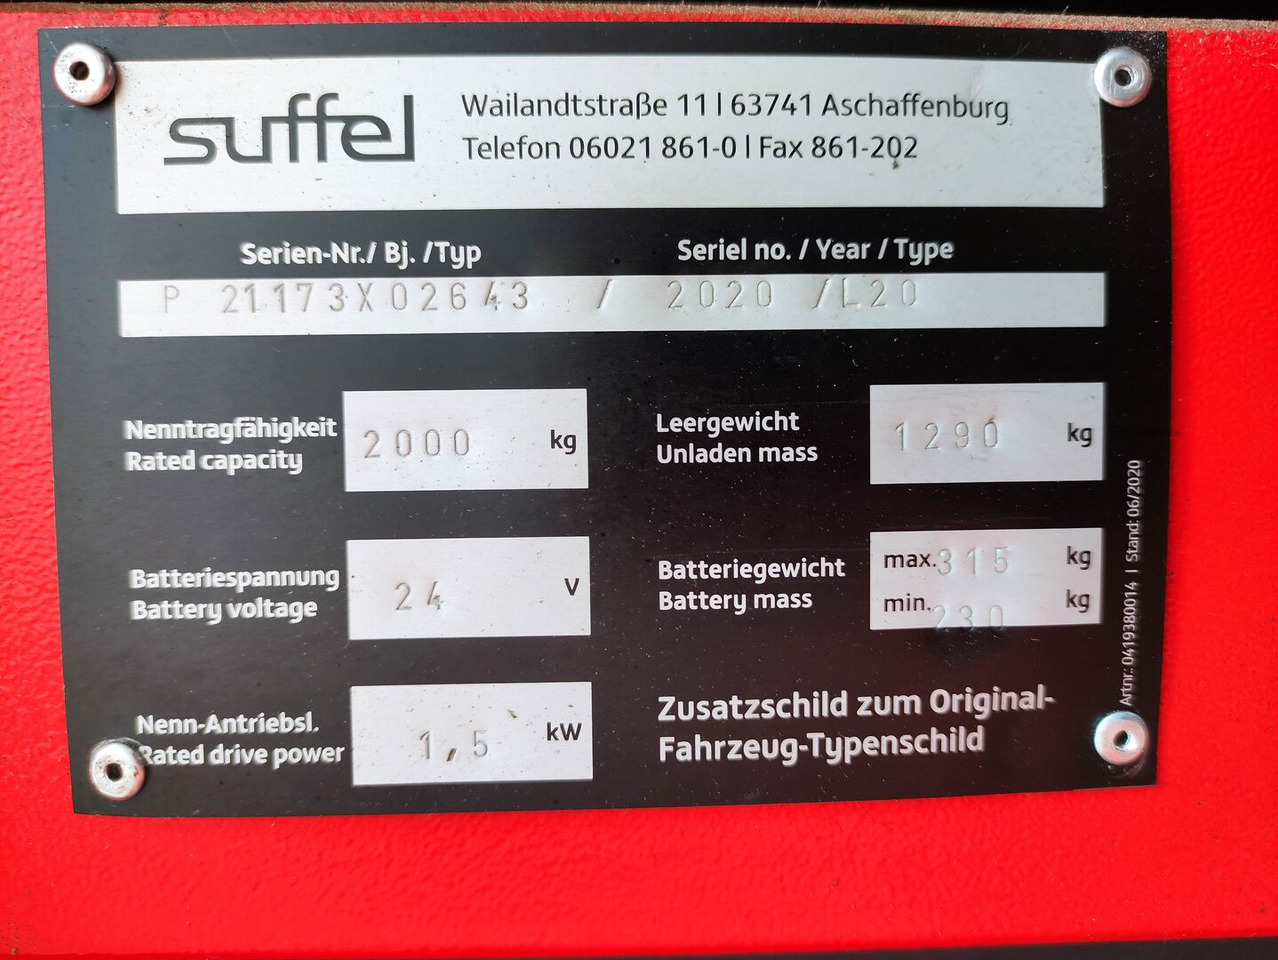 suffel
Wailandtstraße 11 | 63741 Aschaffenburg
Telefon 06021 861-0 | Fax 861-202
Serien-Nr./ Bj. /Typ
Seriel no. / Year / Type
P 21173X02643 / 2020 /L20
Nenntragfähigkeit
Rated capacity
2000 kg
Leergewicht
Unladen mass
1290 kg
Batteriespannung
Battery voltage
24 V
Batteriegewicht
Battery mass
max. 315 kg
min. 230 kg
Nenn-Antriebsl.
Rated drive power
1,5 kW
Zusatzschild zum Original-
Fahrzeug-Typenschild
Artnr.: 0419380014 | Stand: 06/2020